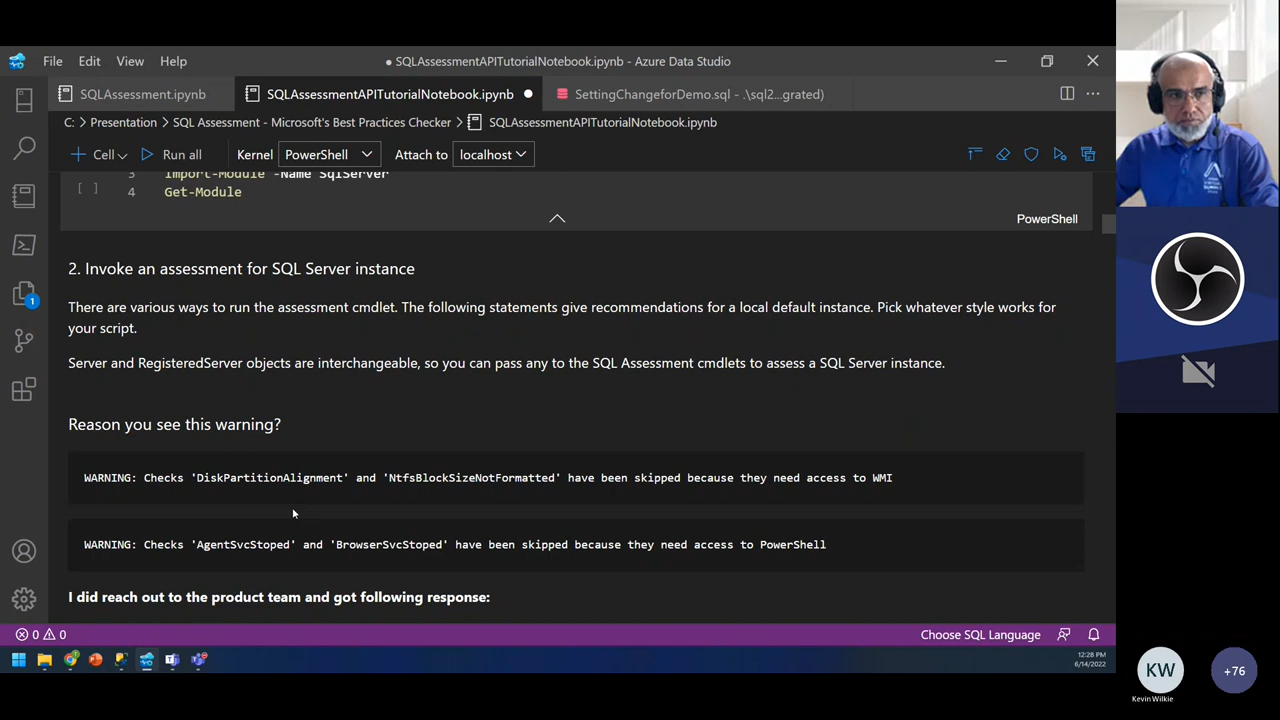 File Edit View Help
● SQLAssessmentAPITutorialNotebook.ipynb - Azure Data Studio
SQLAssessment.ipynb
SQLAssessmentAPITutorialNotebook.ipynb ●
SettingChangeforDemo.sql - .\sql2...grated)
C: > Presentation > SQL Assessment - Microsoft's Best Practices Checker > SQLAssessmentAPITutorialNotebook.ipynb
+ Cell Run all Kernel PowerShell Attach to localhost
3 Import-Module -Name SqlServer
[ ] 4 Get-Module
PowerShell
2. Invoke an assessment for SQL Server instance
There are various ways to run the assessment cmdlet. The following statements give recommendations for a local default instance. Pick whatever style works for
your script.
Server and RegisteredServer objects are interchangeable, so you can pass any to the SQL Assessment cmdlets to assess a SQL Server instance.
Reason you see this warning?
WARNING: Checks 'DiskPartitionAlignment' and 'NtfsBlockSizeNotFormatted' have been skipped because they need access to WMI
WARNING: Checks 'AgentSvcStoped' and 'BrowserSvcStoped' have been skipped because they need access to PowerShell
I did reach out to the product team and got following response:
1
0 0
Choose SQL Language
12:28 PM
6/14/2022
KW
Kevin Wilkie
+76